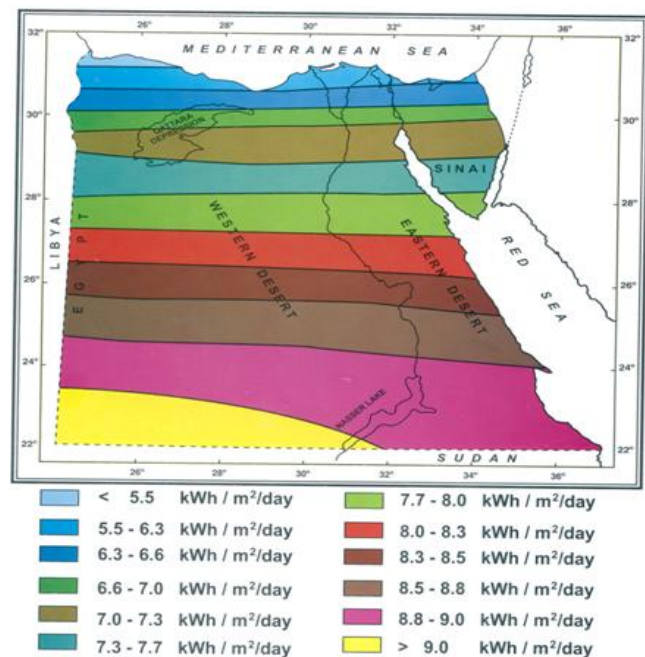 26° 28° 30° 32° 34° 36°
32° 32°
MEDITERRANEAN SEA
30° 30°
QATTARA
DEPRESSION
SINAI
28° 28°
LIBYA
EGYPT
WESTERN DESERT
EASTERN DESERT
RED SEA
26° 26°
24° 24°
NASSER LAKE
22° 22°
SUDAN
26° 28° 30° 32° 34° 36°
< 5.5 kWh / m²/day
5.5 - 6.3 kWh / m²/day
6.3 - 6.6 kWh / m²/day
6.6 - 7.0 kWh / m²/day
7.0 - 7.3 kWh / m²/day
7.3 - 7.7 kWh / m²/day
7.7 - 8.0 kWh / m²/day
8.0 - 8.3 kWh / m²/day
8.3 - 8.5 kWh / m²/day
8.5 - 8.8 kWh / m²/day
8.8 - 9.0 kWh / m²/day
> 9.0 kWh / m²/day